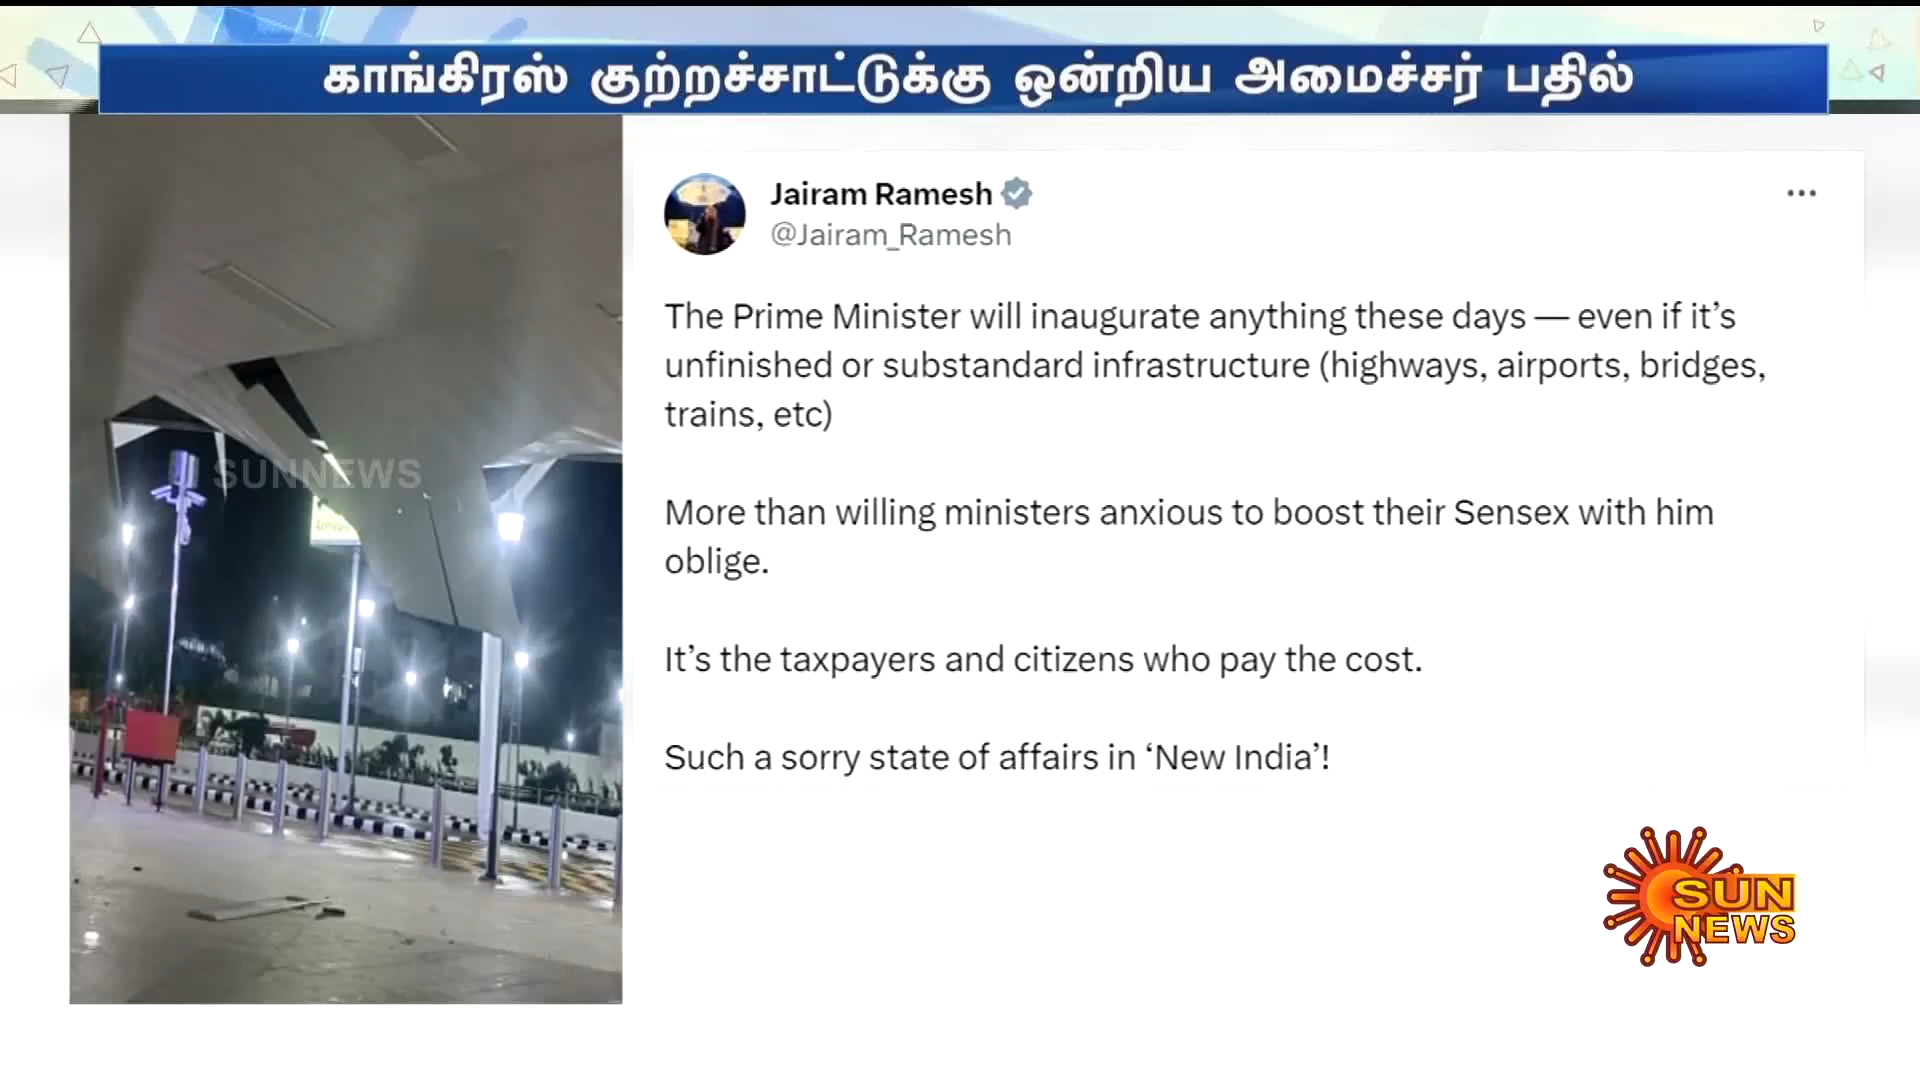 காங்கிரஸ் குற்றச்சாட்டுக்கு ஒன்றிய அமைச்சர் பதில்
Jairam Ramesh
@Jairam_Ramesh
The Prime Minister will inaugurate anything these days — even if it’s
unfinished or substandard infrastructure (highways, airports, bridges,
trains, etc)
More than willing ministers anxious to boost their Sensex with him
oblige.
It’s the taxpayers and citizens who pay the cost.
Such a sorry state of affairs in ‘New India’!
SUNNEWS
SUN
NEWS